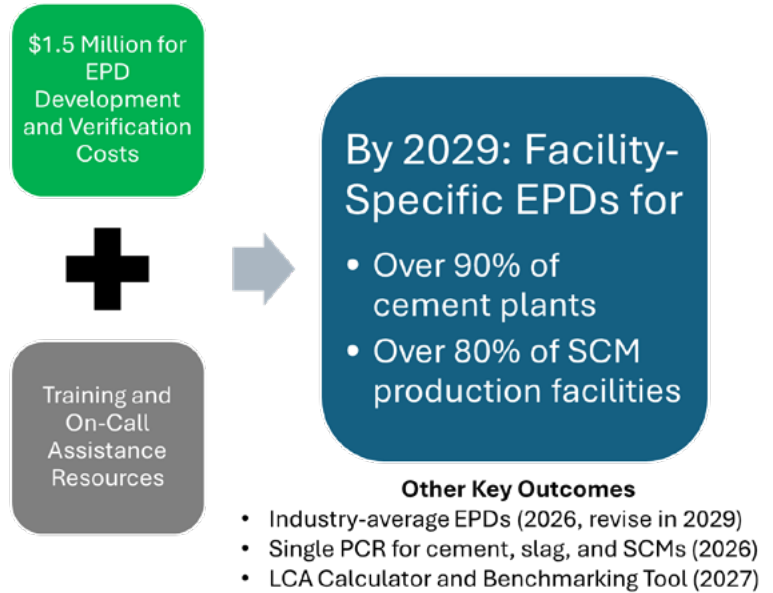 $1.5 Million for
EPD
Development
and Verification
Costs
Training and
On-Call
Assistance
Resources
By 2029: Facility-
Specific EPDs for
• Over 90% of
cement plants
• Over 80% of SCM
production facilities
Other Key Outcomes
• Industry-average EPDs (2026, revise in 2029)
• Single PCR for cement, slag, and SCMs (2026)
• LCA Calculator and Benchmarking Tool (2027)